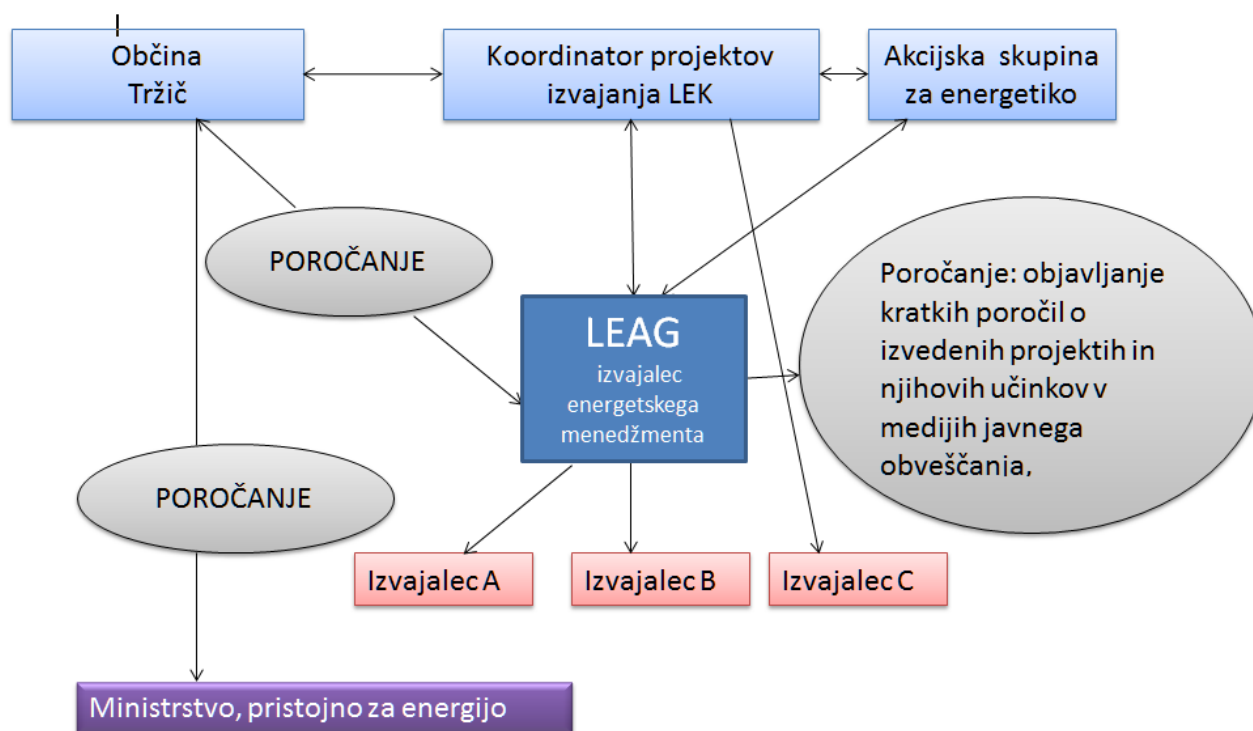 Občina
Tržič
Koordinator projektov
izvajanja LEK
Akcijska skupina
za energetiko
POROČANJE
LEAG
izvajalec
energetskega
menedžmenta
Poročanje: objavljanje
kratkih poročil o
izvedenih projektih in
njihovih učinkov v
medijih javnega
obveščanja,
POROČANJE
Izvajalec A
Izvajalec B
Izvajalec C
Ministrstvo, pristojno za energijo